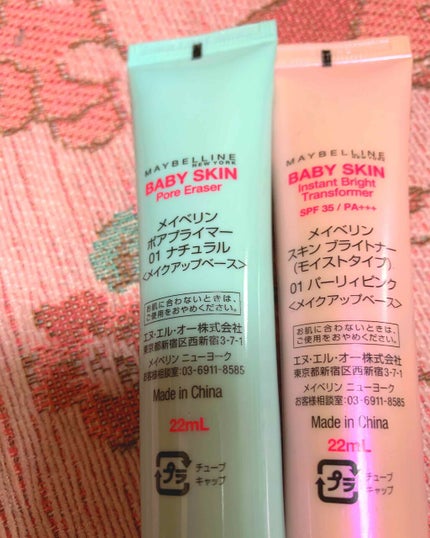 MAYBELLINE
NEW YORK
BABY SKIN
Pore Eraser
メイベリン
ポアプライマー
01 ナチュラル
<メイクアップベース>
お肌に合わないときは、
ご使用をおやめください。
エヌ・エル・オー株式会社
東京都新宿区西新宿3-7-1
メイベリン ニューヨーク
お客様相談室:03-6911-8585
Made in China
22mL
プラ
チューブ
キャップ
MAYBELLINE
NEW YORK
BABY SKIN
Instant Bright
Transformer
SPF 35 / PA+++
メイベリン
スキン ブライトナー
(モイストタイプ)
01 パーリィピンク
<メイクアップベース>
お肌に合わないときは、
ご使用をおやめください。
エヌ・エル・オー株式会社
東京都新宿区西新宿3-7-1
メイベリン ニューヨーク
お客様相談室:03-6911-8585
Made in China
22mL
プラ
チューブ
キャップ